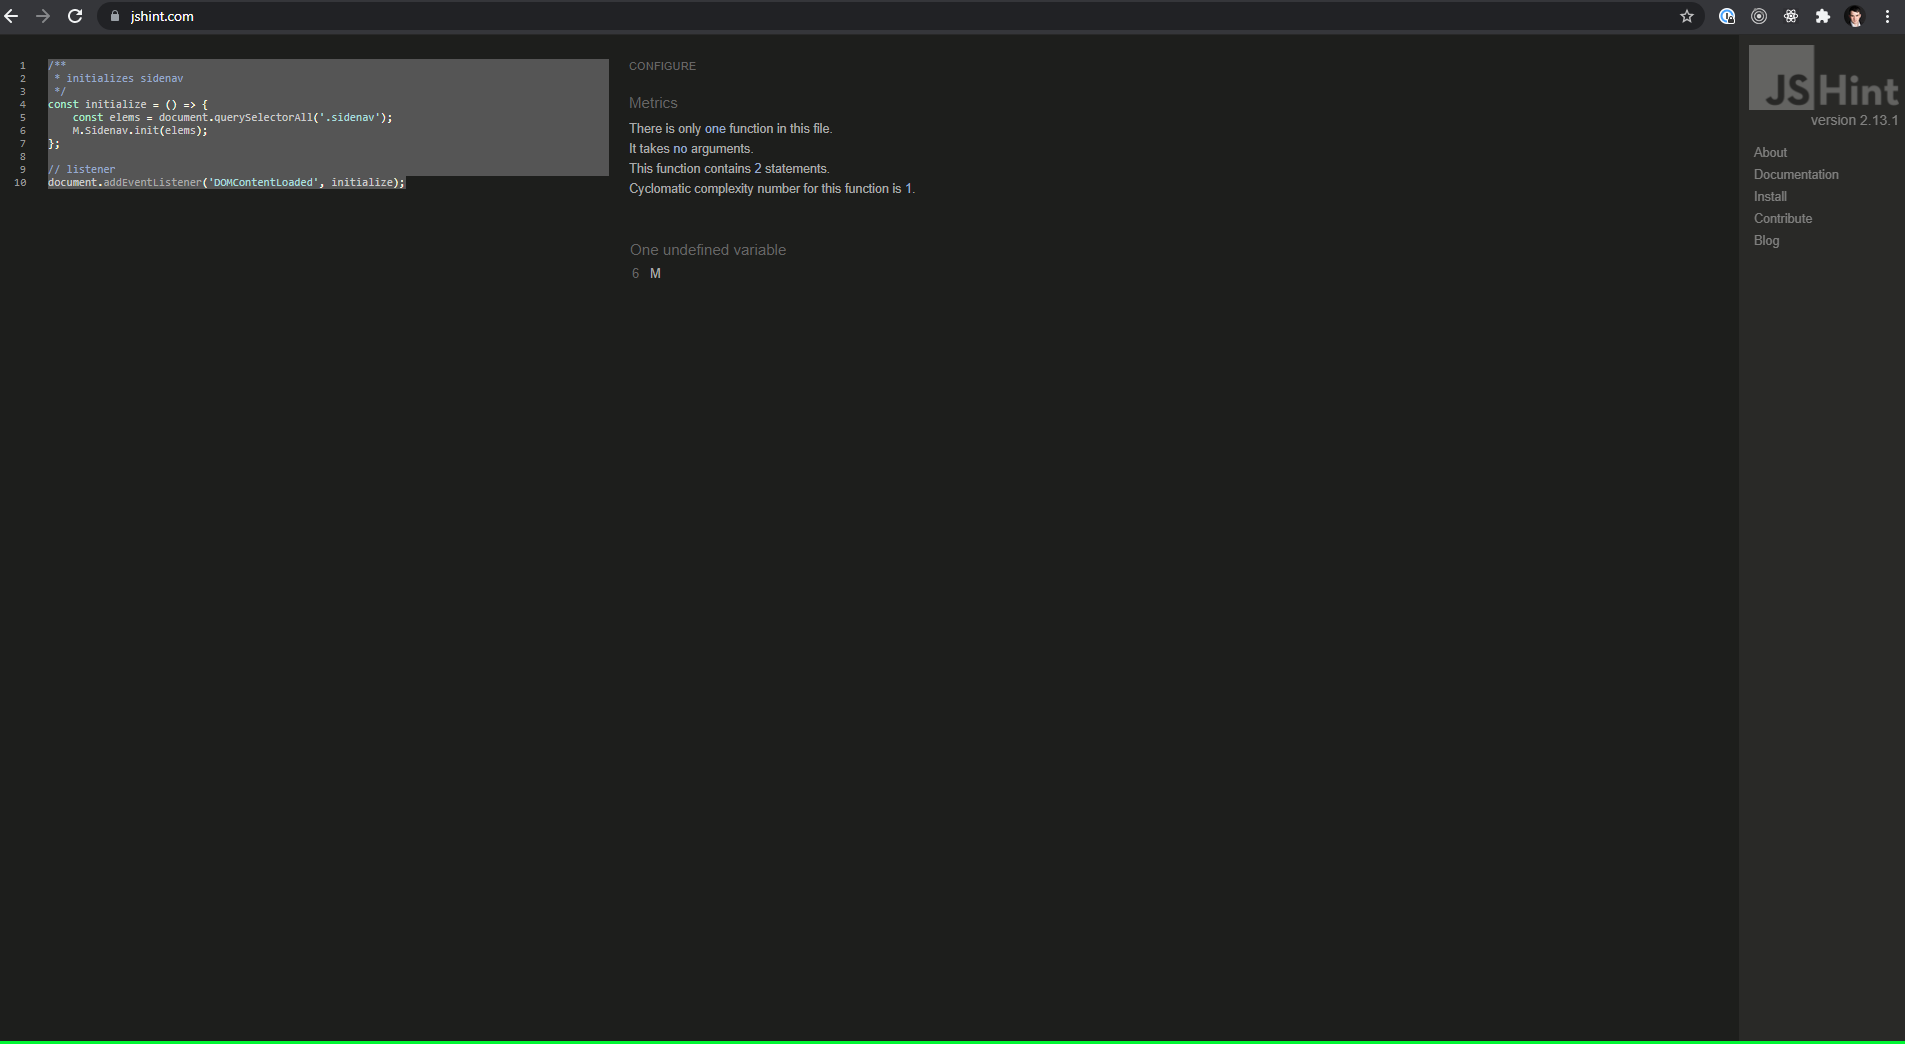 jshint.com
1 /**
2 * initializes sidenav
3 */
4 const initialize = () => {
5 const elems = document.querySelectorAll('.sidenav');
6 M.Sidenav.init(elems);
7 };
8
9 // listener
10 document.addEventListener('DOMContentLoaded', initialize);
CONFIGURE
Metrics
There is only one function in this file.
It takes no arguments.
This function contains 2 statements.
Cyclomatic complexity number for this function is 1.
One undefined variable
6 M
JSHint
version 2.13.1
About
Documentation
Install
Contribute
Blog